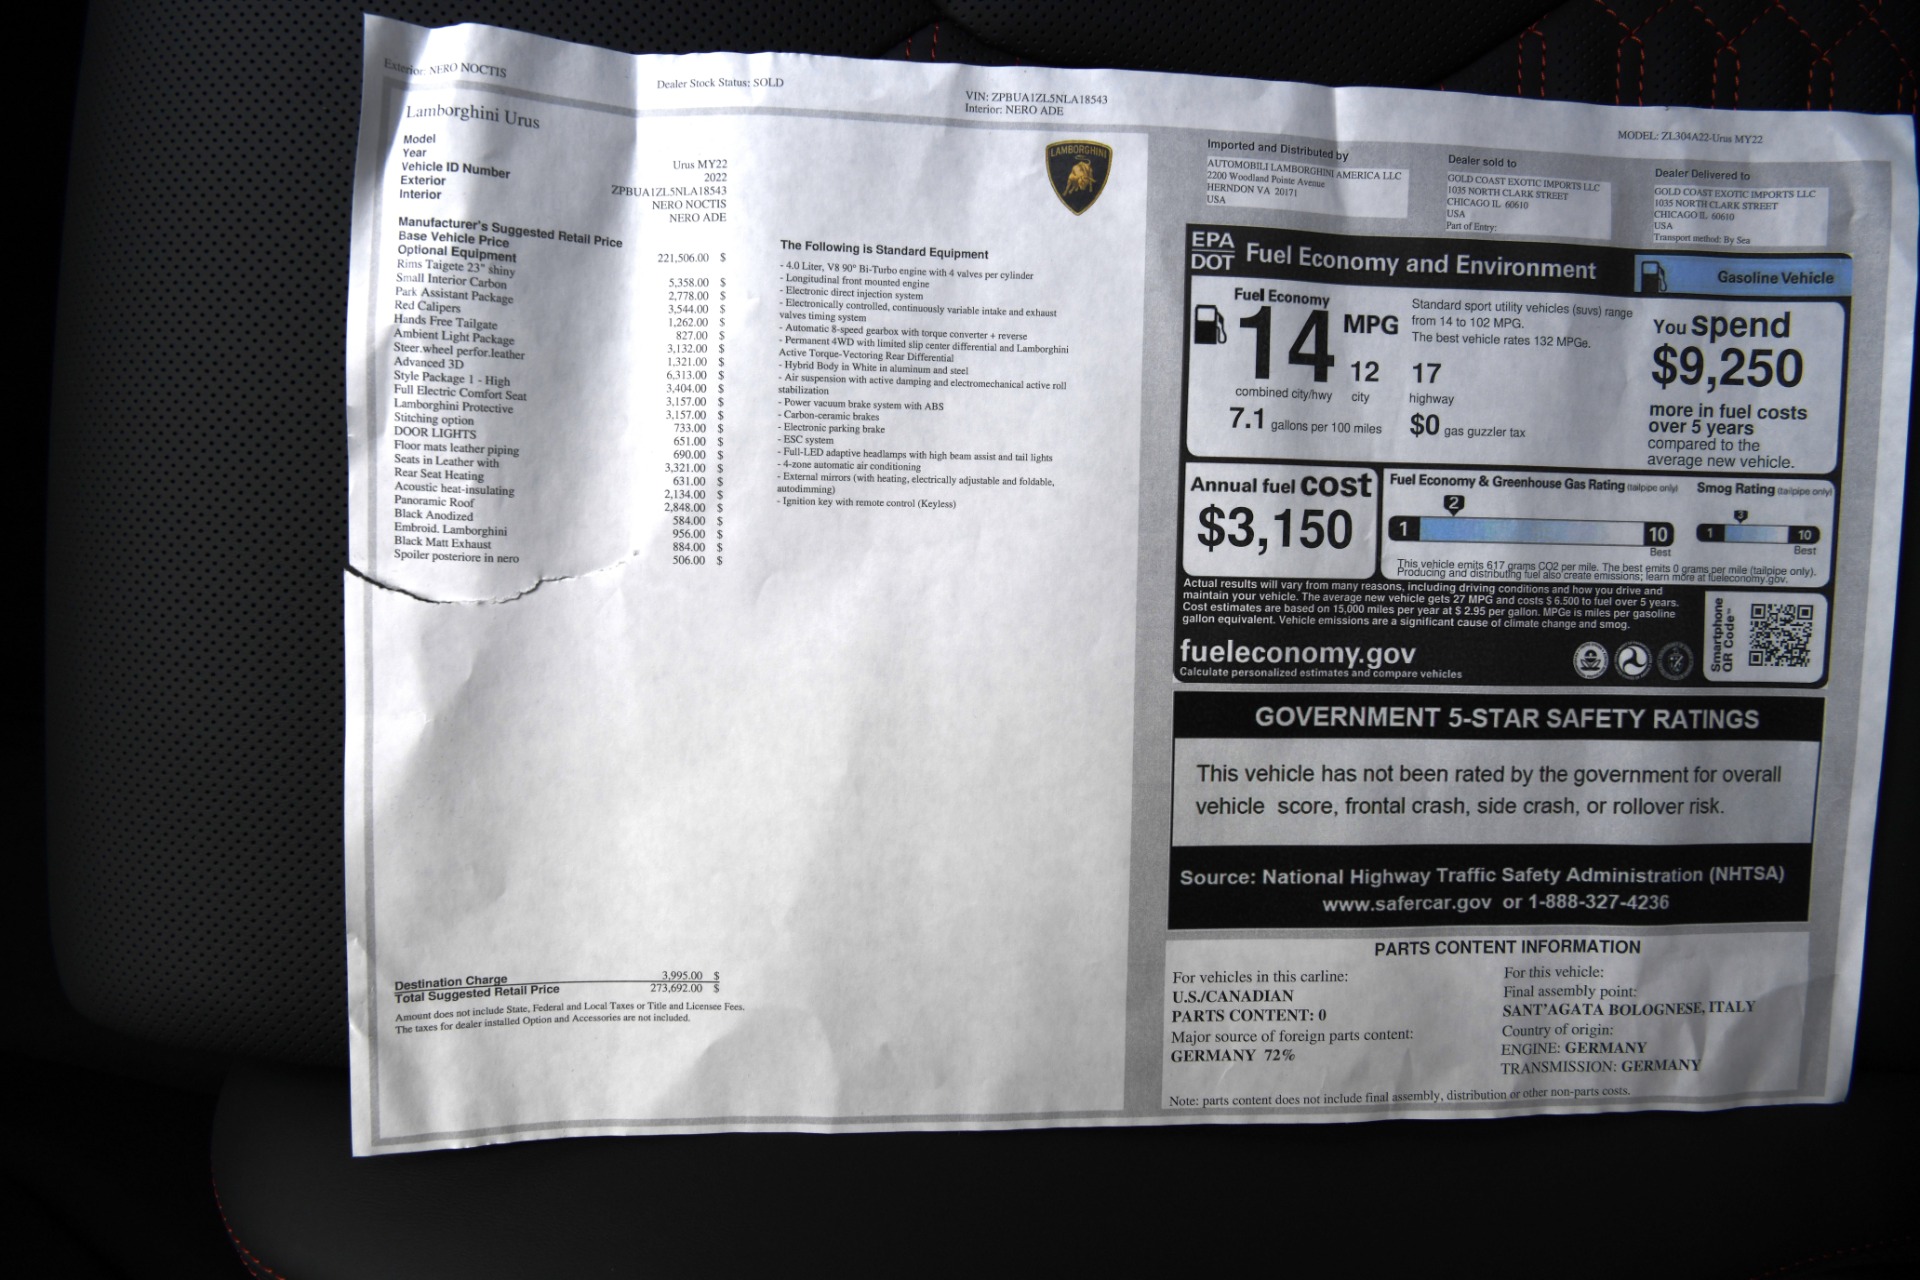 Exterior: NERO NOCTIS
Dealer Stock Status: SOLD
VIN: ZPBUA1ZL5NLA18543
Interior: NERO ADE
MODEL: ZL304A22-Urus MY22
Lamborghini Urus
Model Urus MY22
Year 2022
Vehicle ID Number ZPBUA1ZL5NLA18543
Exterior NERO NOCTIS
Interior NERO ADE
Manufacturer's Suggested Retail Price
Base Vehicle Price 221,506.00 $
Optional Equipment
Rims Taigete 23" shiny 5,358.00 $
Small Interior Carbon 2,778.00 $
Park Assistant Package 3,544.00 $
Red Calipers 1,262.00 $
Hands Free Tailgate 827.00 $
Ambient Light Package 3,132.00 $
Steer.wheel perfor.leather 1,321.00 $
Advanced 3D 6,313.00 $
Style Package 1 - High 3,404.00 $
Full Electric Comfort Seat 3,157.00 $
Lamborghini Protective 3,157.00 $
Stitching option 733.00 $
DOOR LIGHTS 651.00 $
Floor mats leather piping 690.00 $
Seats in Leather with 3,321.00 $
Rear Seat Heating 631.00 $
Acoustic heat-insulating 2,134.00 $
Panoramic Roof 2,848.00 $
Black Anodized 584.00 $
Embroid. Lamborghini 956.00 $
Black Matt Exhaust 884.00 $
Spoiler posteriore in nero 506.00 $
Destination Charge 3,995.00 $
Total Suggested Retail Price 273,692.00 $
Amount does not include State, Federal and Local Taxes or Title and Licensee Fees.
The taxes for dealer installed Option and Accessories are not included.
LAMBORGHINI
The Following is Standard Equipment
- 4.0 Liter, V8 90° Bi-Turbo engine with 4 valves per cylinder
- Longitudinal front mounted engine
- Electronic direct injection system
- Electronically controlled, continuously variable intake and exhaust
valves timing system
- Automatic 8-speed gearbox with torque converter + reverse
- Permanent 4WD with limited slip center differential and Lamborghini
Active Torque-Vectoring Rear Differential
- Hybrid Body in White in aluminum and steel
- Air suspension with active damping and electromechanical active roll
stabilization
- Power vacuum brake system with ABS
- Carbon-ceramic brakes
- Electronic parking brake
- ESC system
- Full-LED adaptive headlamps with high beam assist and tail lights
- 4-zone automatic air conditioning
- External mirrors (with heating, electrically adjustable and foldable,
autodimming)
- Ignition key with remote control (Keyless)
Imported and Distributed by
AUTOMOBILI LAMBORGHINI AMERICA LLC
2200 Woodland Pointe Avenue
HERNDON VA 20171
USA
Dealer sold to
GOLD COAST EXOTIC IMPORTS LLC
1035 NORTH CLARK STREET
CHICAGO IL 60610
USA
Part of Entry:
Dealer Delivered to
GOLD COAST EXOTIC IMPORTS LLC
1035 NORTH CLARK STREET
CHICAGO IL 60610
USA
Transport method: By Sea
EPA
DOT
Fuel Economy and Environment
Gasoline Vehicle
Fuel Economy
14 MPG
combined city/hwy
12
city
17
highway
7.1 gallons per 100 miles
$0 gas guzzler tax
Standard sport utility vehicles (suvs) range
from 14 to 102 MPG.
The best vehicle rates 132 MPGe.
You spend
$9,250
more in fuel costs
over 5 years
compared to the
average new vehicle.
Annual fuel cost
$3,150
Fuel Economy & Greenhouse Gas Rating (tailpipe only)
2
1 10
Best
Smog Rating (tailpipe only)
3
1 10
Best
This vehicle emits 617 grams CO2 per mile. The best emits 0 grams per mile (tailpipe only).
Producing and distributing fuel also create emissions; learn more at fueleconomy.gov.
Actual results will vary from many reasons, including driving conditions and how you drive and
maintain your vehicle. The average new vehicle gets 27 MPG and costs $ 6.500 to fuel over 5 years.
Cost estimates are based on 15,000 miles per year at $ 2.95 per gallon. MPGe is miles per gasoline
gallon equivalent. Vehicle emissions are a significant cause of climate change and smog.
fueleconomy.gov
Calculate personalized estimates and compare vehicles
Smartphone
QR Code™
GOVERNMENT 5-STAR SAFETY RATINGS
This vehicle has not been rated by the government for overall
vehicle score, frontal crash, side crash, or rollover risk.
Source: National Highway Traffic Safety Administration (NHTSA)
www.safercar.gov or 1-888-327-4236
PARTS CONTENT INFORMATION
For vehicles in this carline:
U.S./CANADIAN
PARTS CONTENT: 0
Major source of foreign parts content:
GERMANY 72%
For this vehicle:
Final assembly point:
SANT'AGATA BOLOGNESE, ITALY
Country of origin:
ENGINE: GERMANY
TRANSMISSION: GERMANY
Note: parts content does not include final assembly, distribution or other non-parts costs.